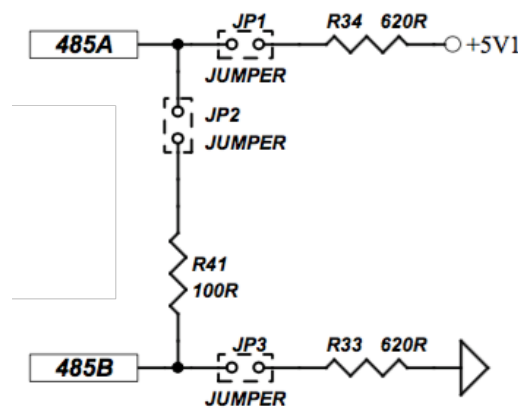 JP1
R34 620R
485A
+5V1
JUMPER
JP2
JUMPER
R41
100R
JP3
R33 620R
485B
JUMPER